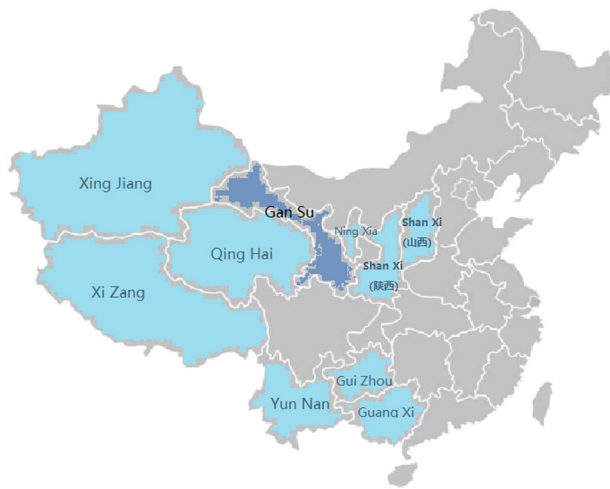 Xing Jiang
Gan Su
Ning Xia
Shan Xi
(山西)
Qing Hai
Shan Xi
(陕西)
Xi Zang
Gui Zhou
Yun Nan
Guang Xi